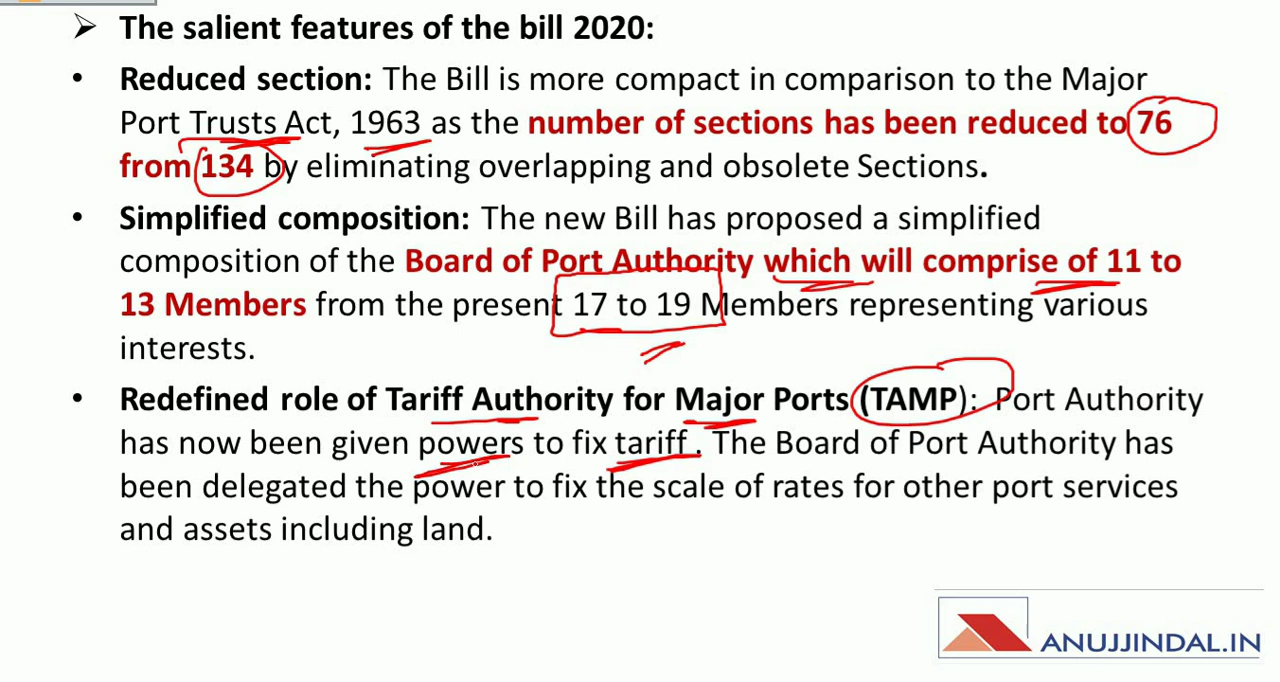 ➢ The salient features of the bill 2020:
• Reduced section: The Bill is more compact in comparison to the Major
Port Trusts Act, 1963 as the number of sections has been reduced to 76
from 134 by eliminating overlapping and obsolete Sections.
• Simplified composition: The new Bill has proposed a simplified
composition of the Board of Port Authority which will comprise of 11 to
13 Members from the present 17 to 19 Members representing various
interests.
• Redefined role of Tariff Authority for Major Ports (TAMP): Port Authority
has now been given powers to fix tariff. The Board of Port Authority has
been delegated the power to fix the scale of rates for other port services
and assets including land.
ANUJJINDAL.IN